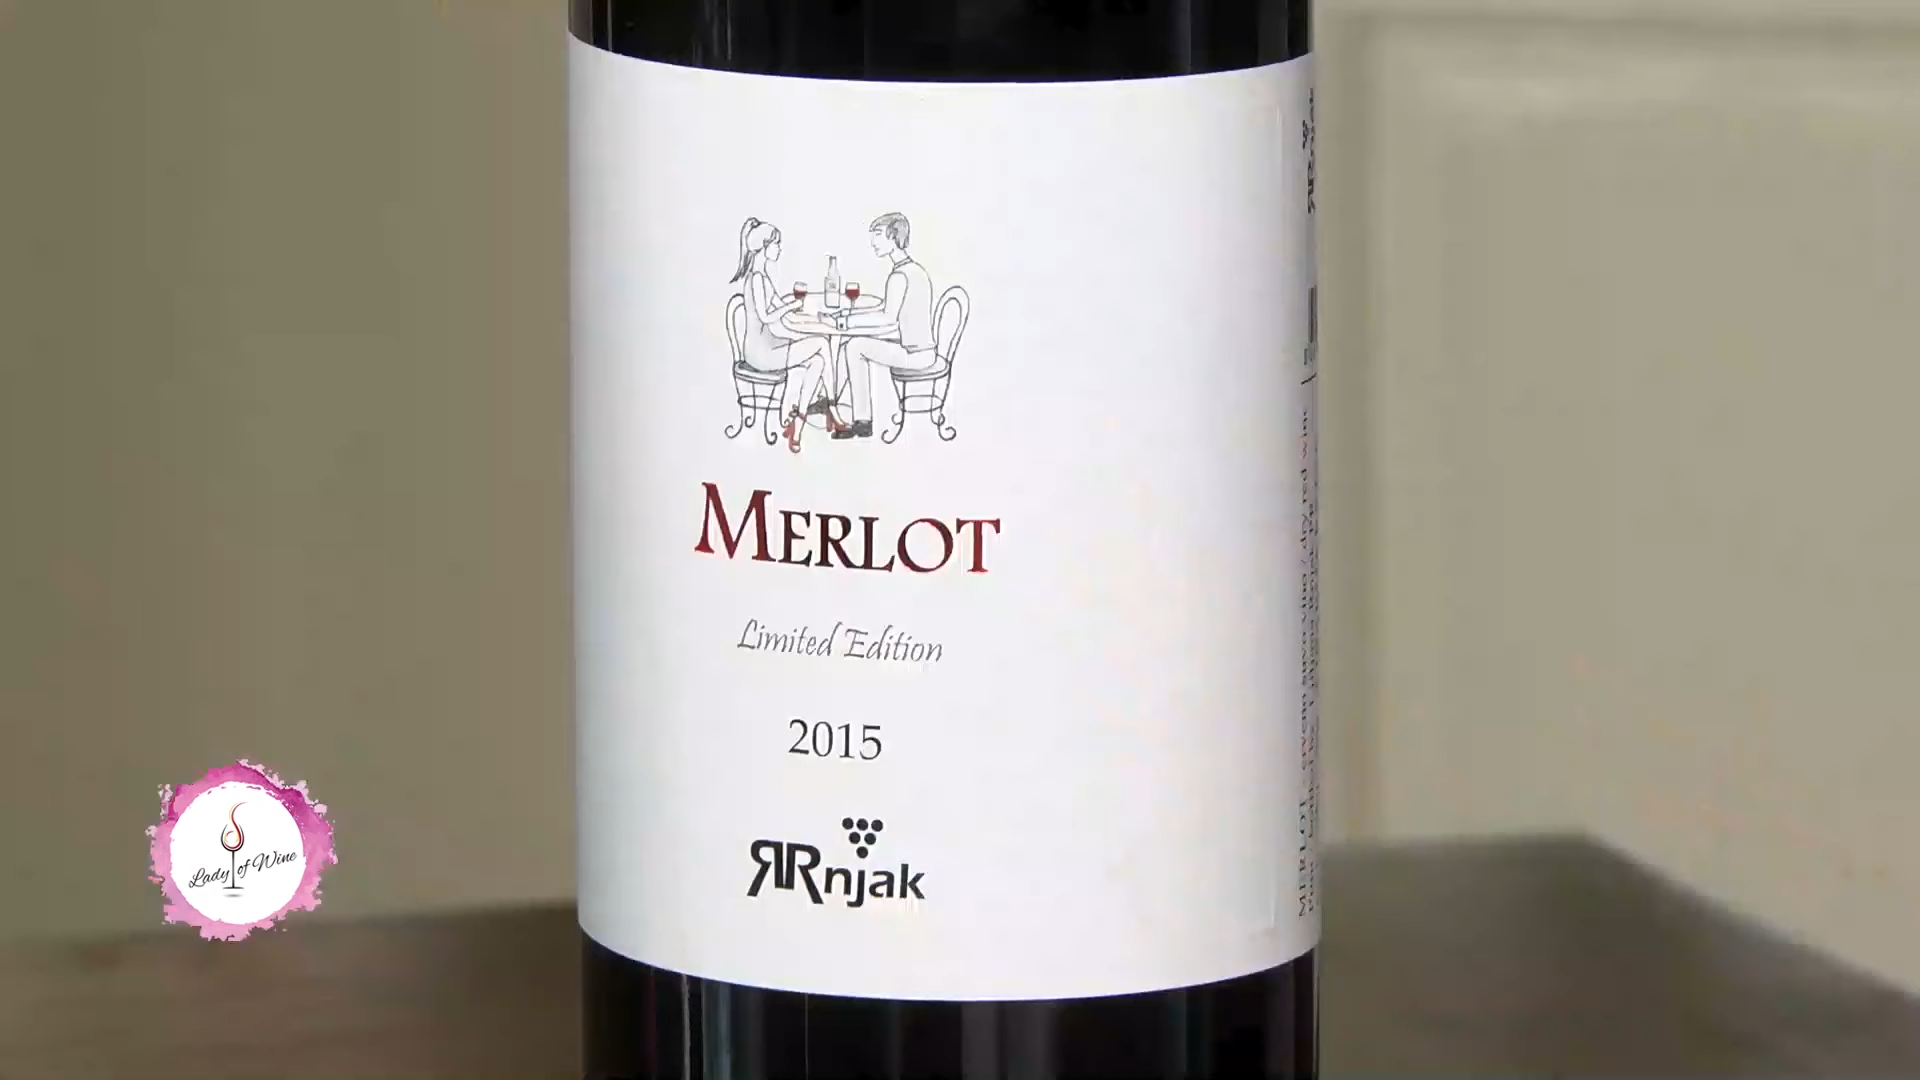 MERLOT
Limited Edition
2015
RRnjak
Lady of Wine